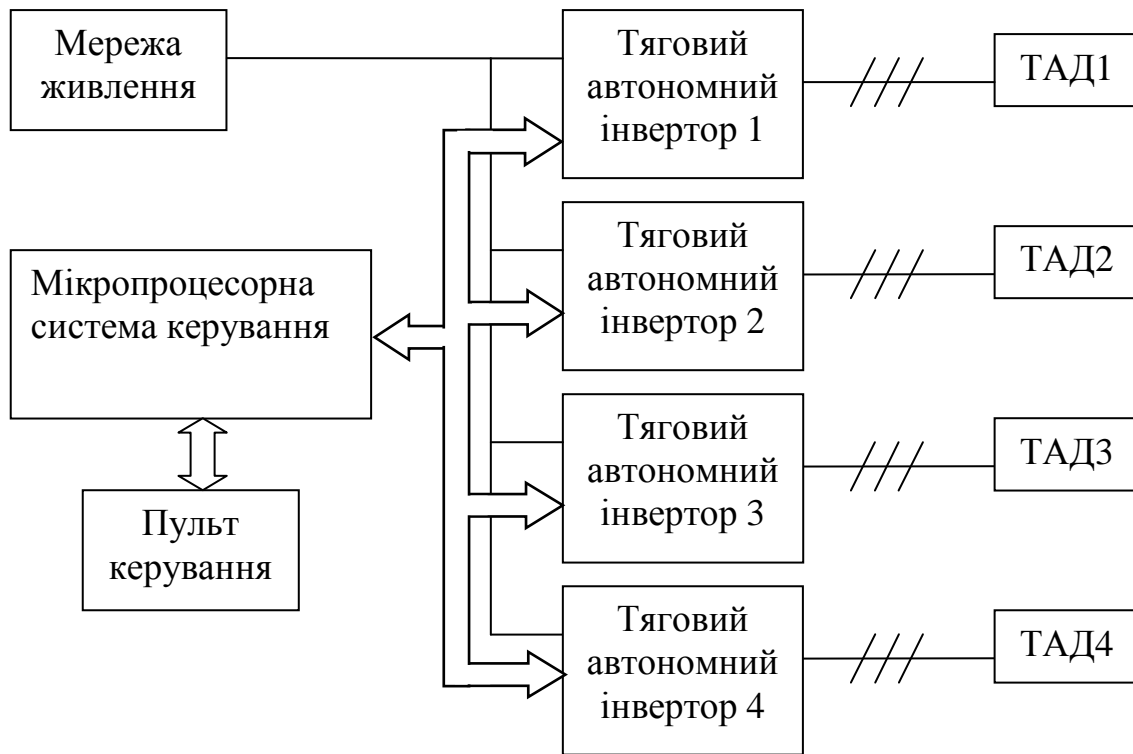 Мережа
живлення
Тяговий
автономний
інвертор 1
ТАД1
Тяговий
автономний
інвертор 2
ТАД2
Мікропроцесорна
система керування
Тяговий
автономний
інвертор 3
ТАД3
Пульт
керування
Тяговий
автономний
інвертор 4
ТАД4